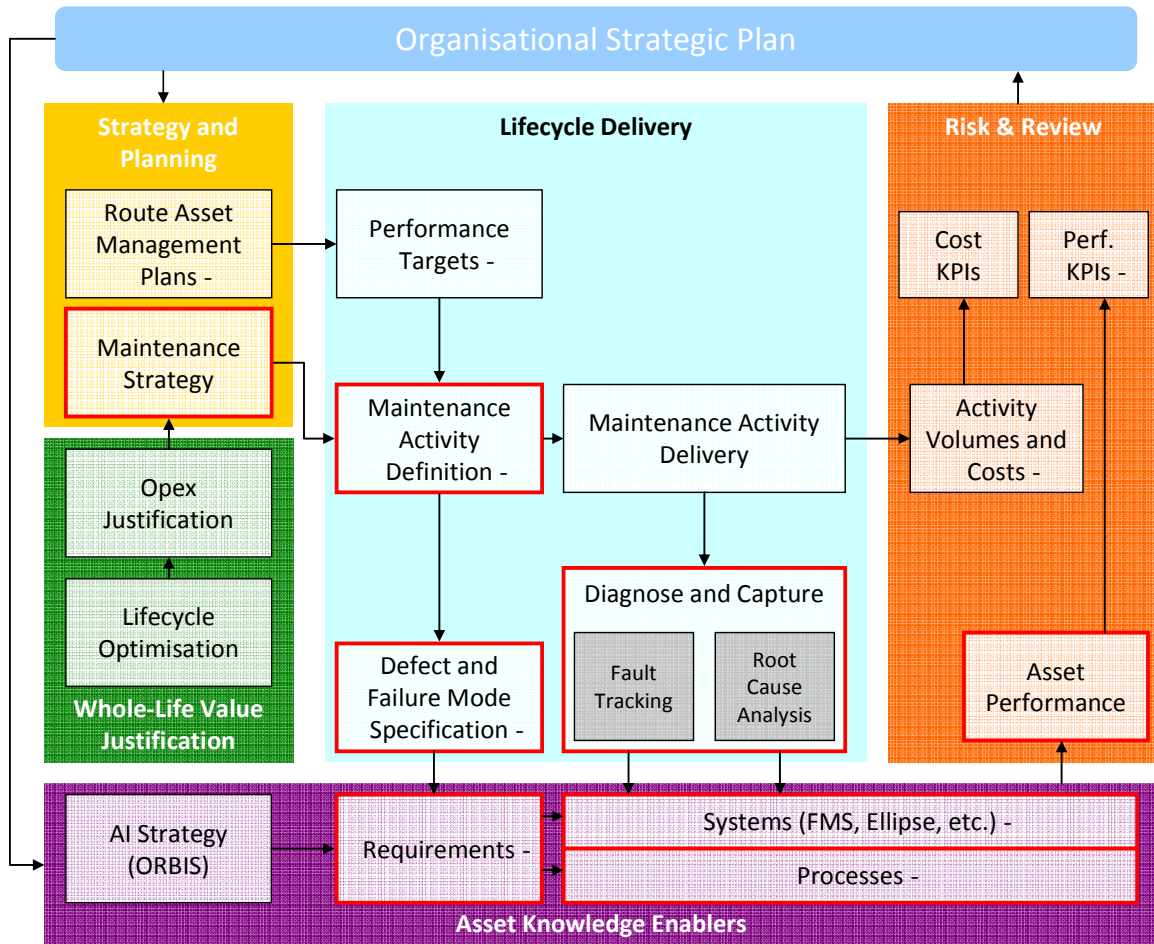 Organisational Strategic Plan
Strategy and
Planning
Route Asset
Management
Plans -
Maintenance
Strategy
Opex
Justification
Lifecycle
Optimisation
Whole-Life Value
Justification
Lifecycle Delivery
Performance
Targets -
Maintenance
Activity
Definition -
Maintenance Activity
Delivery
Diagnose and Capture
Fault
Tracking
Root
Cause
Analysis
Defect and
Failure Mode
Specification -
Risk & Review
Cost
KPIs
Perf.
KPIs -
Activity
Volumes and
Costs -
Asset
Performance
AI Strategy
(ORBIS)
Requirements -
Systems (FMS, Ellipse, etc.) -
Processes -
Asset Knowledge Enablers